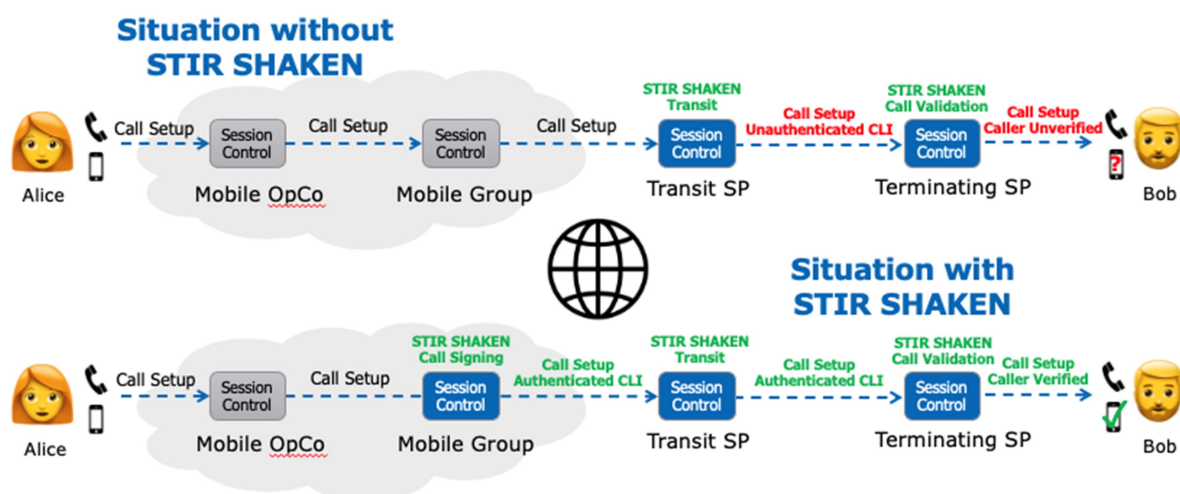 Situation without
STIR SHAKEN
STIR SHAKEN
Transit
STIR SHAKEN
Call Validation
Call Setup
Call Setup
Call Setup
Call Setup
Unauthenticated CLI
Call Setup
Caller Unverified
Session
Control
Session
Control
Session
Control
Session
Control
?
Alice
Mobile OpCo
Mobile Group
Transit SP
Terminating SP
Bob
Situation with
STIR SHAKEN
STIR SHAKEN
Call Signing
STIR SHAKEN
Transit
STIR SHAKEN
Call Validation
Call Setup
Call Setup
Call Setup
Authenticated CLI
Call Setup
Authenticated CLI
Call Setup
Caller Verified
Session
Control
Session
Control
Session
Control
Session
Control
Alice
Mobile OpCo
Mobile Group
Transit SP
Terminating SP
Bob